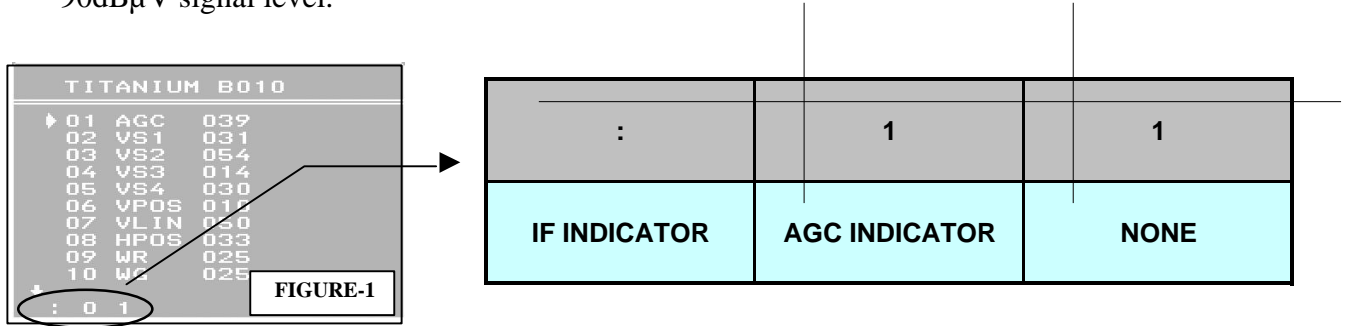 90dBµV signal level.
TITANIUM B010
01 AGC 039
02 VS1 031
03 VS2 054
04 VS3 014
05 VS4 030
06 VPOS 010
07 VLIN 050
08 HPOS 033
09 WR 025
10 WG 025
: 0 1
FIGURE-1
: 1 1
IF INDICATOR AGC INDICATOR NONE